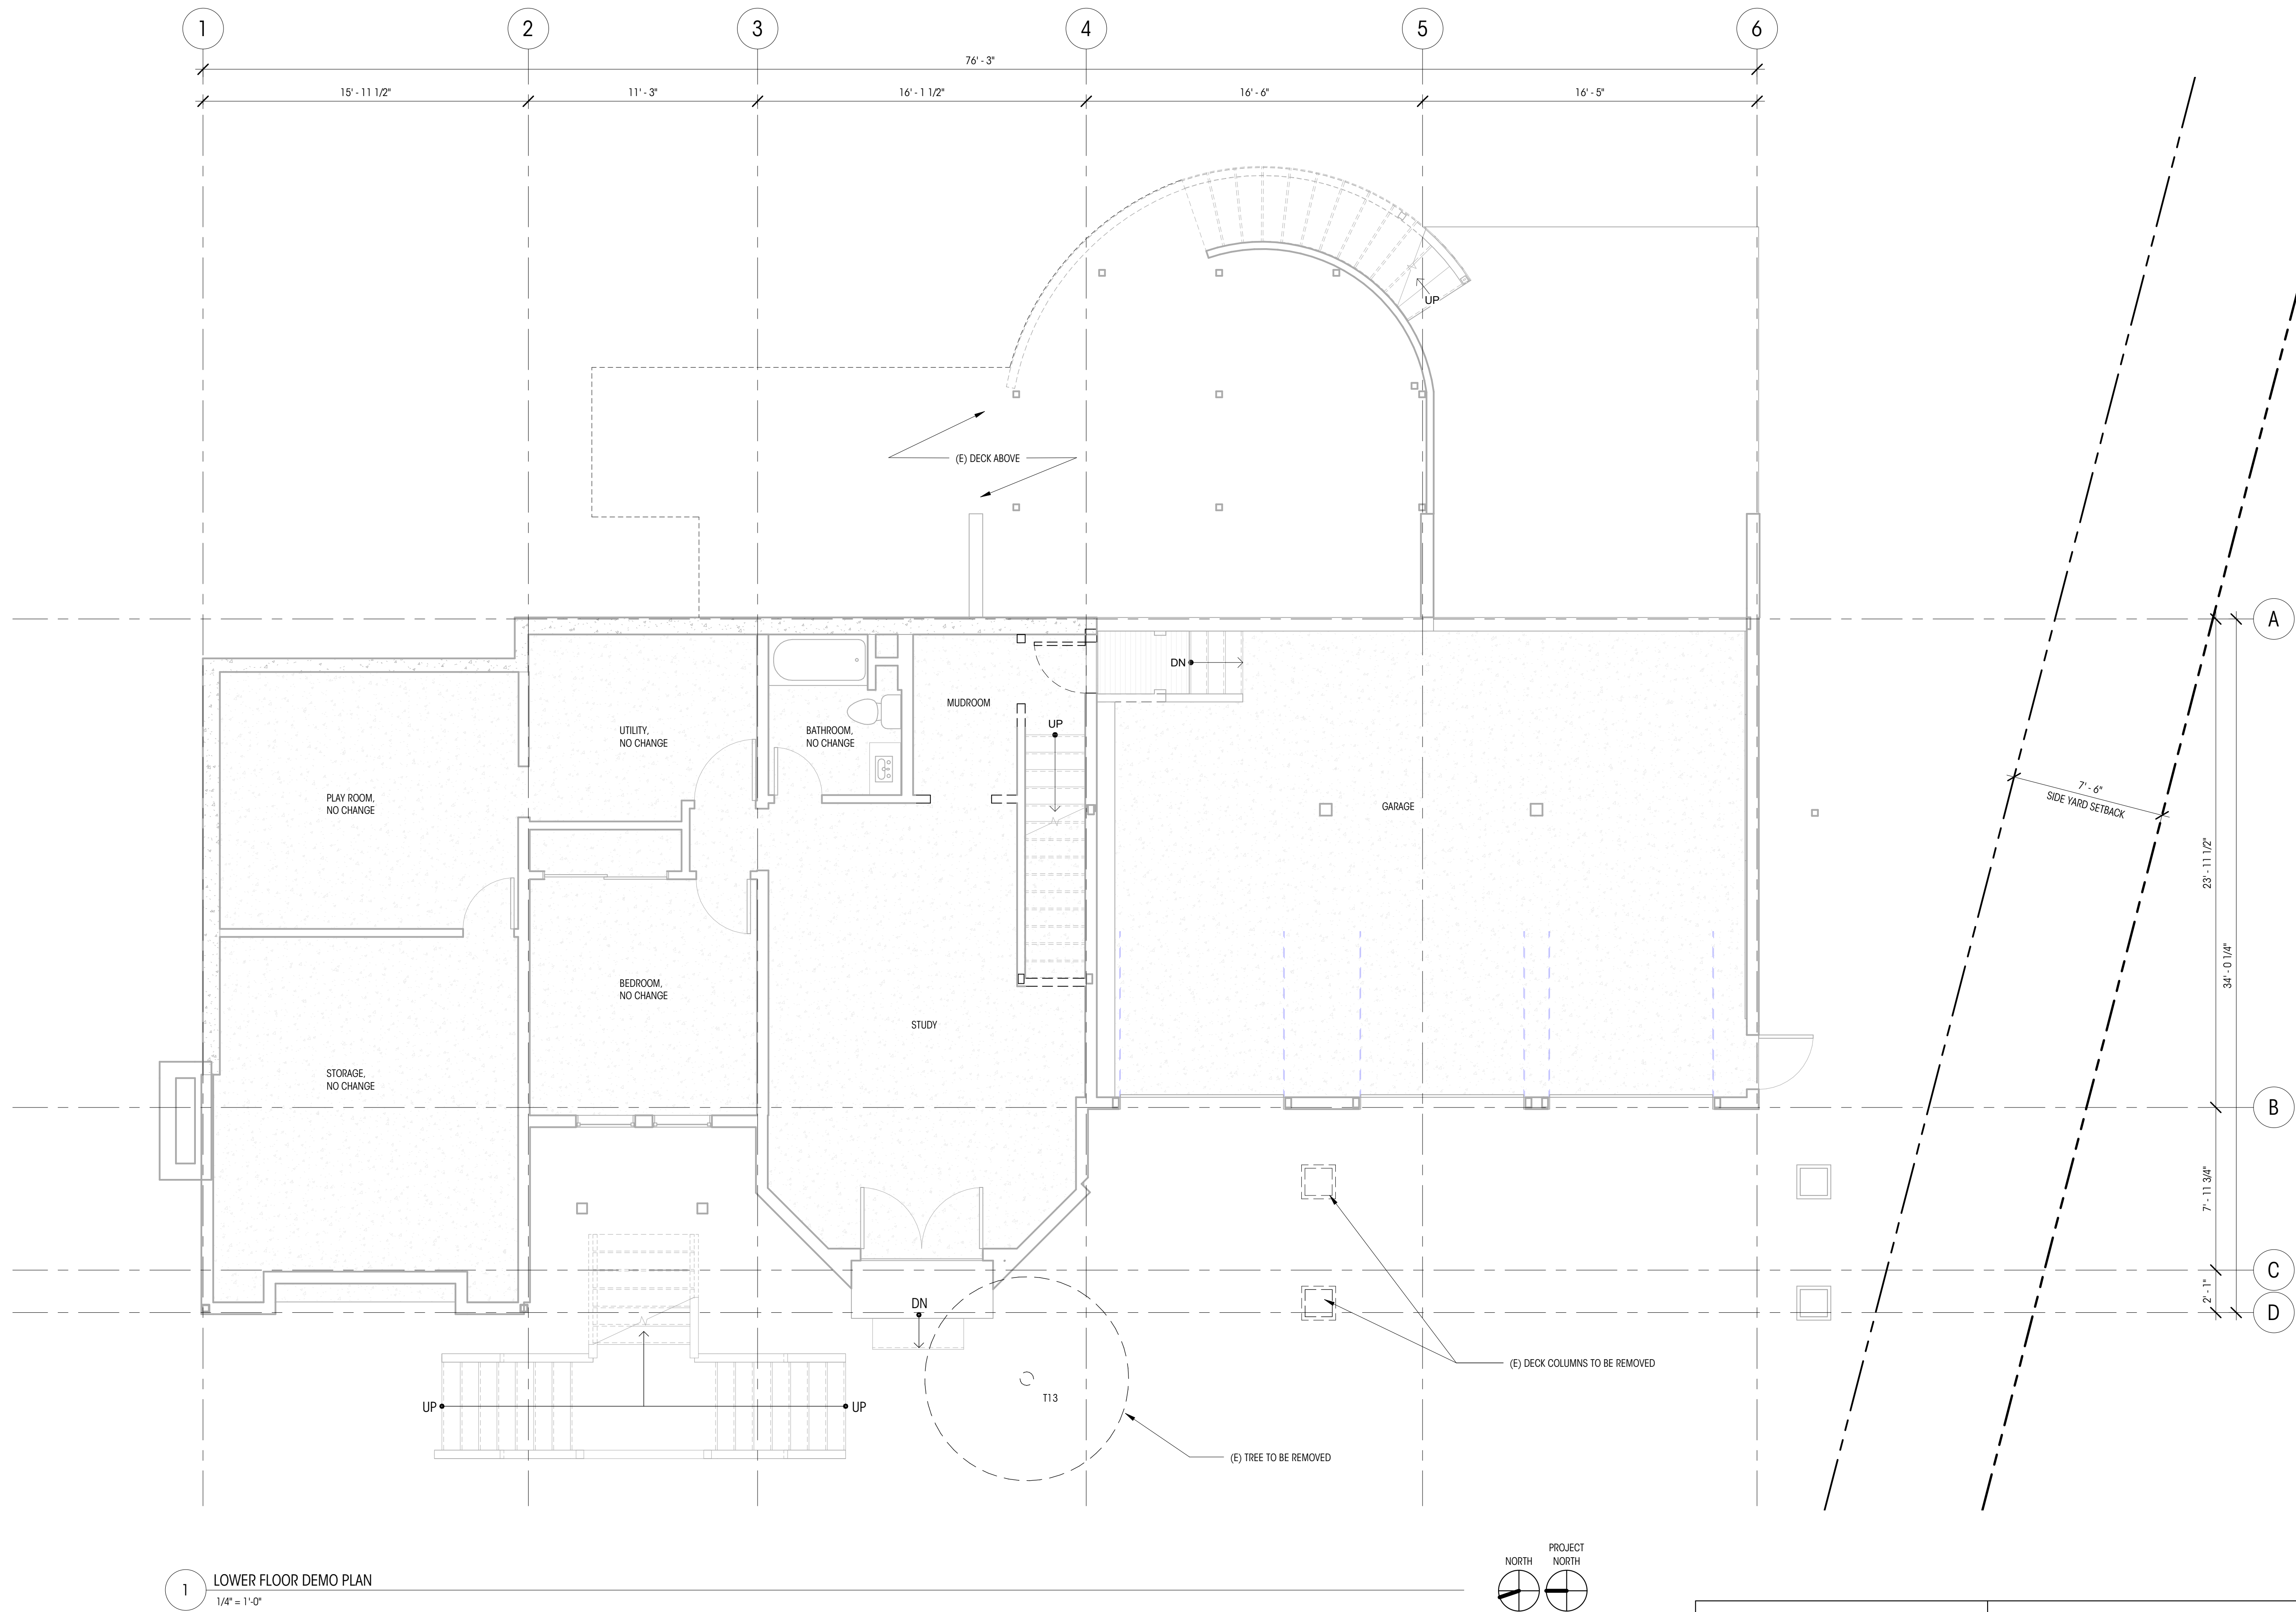 1 2 3 4 5 6
76' - 3"
15' - 11 1/2" 11' - 3" 16' - 1 1/2" 16' - 6" 16' - 5"
UP
(E) DECK ABOVE
A
DN
MUDROOM
UP
UTILITY,
NO CHANGE
BATHROOM,
NO CHANGE
PLAY ROOM,
NO CHANGE
GARAGE
7' - 6"
SIDE YARD SETBACK
23' - 11 1/2"
34' - 0 1/4"
BEDROOM,
NO CHANGE
STUDY
STORAGE,
NO CHANGE
B
7' - 11 3/4"
C
2' - 1"
D
DN
(E) DECK COLUMNS TO BE REMOVED
T13
UP UP
(E) TREE TO BE REMOVED
1 LOWER FLOOR DEMO PLAN
1/4" = 1'-0"
NORTH
PROJECT
NORTH